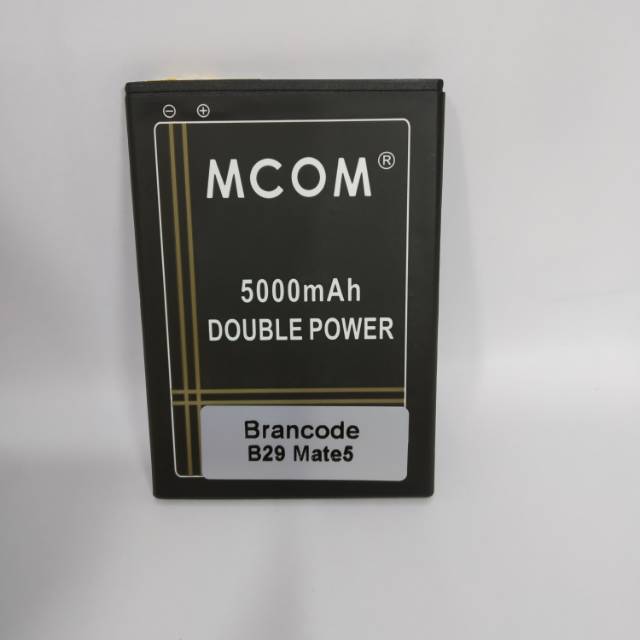 ⊖ ⊕
MCOM®
5000mAh
DOUBLE POWER
Brancode
B29 Mate5